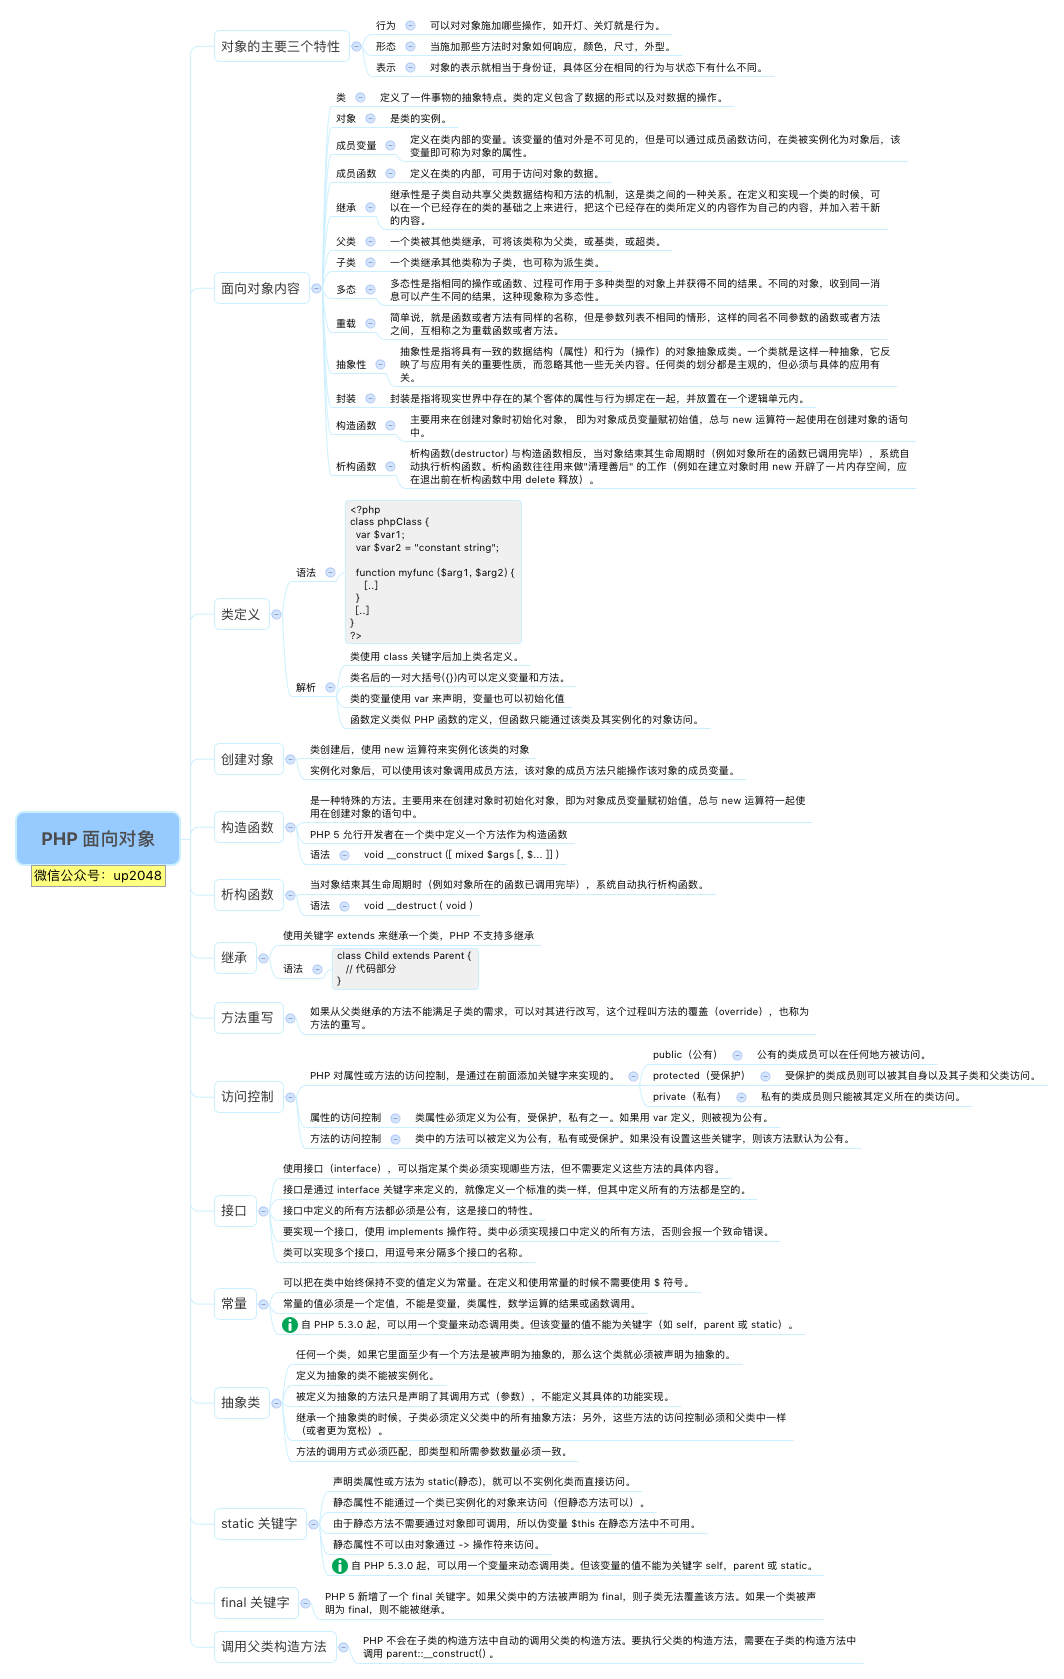 PHP 面向对象
微信公众号：up2048
对象的主要三个特性
行为
可以对对象施加哪些操作，如开灯、关灯就是行为。
形态
当施加那些方法时对象如何响应，颜色，尺寸，外型。
表示
对象的表示就相当于身份证，具体区分在相同的行为与状态下有什么不同。
面向对象内容
类
定义了一件事物的抽象特点。类的定义包含了数据的形式以及对数据的操作。
对象
是类的实例。
成员变量
定义在类内部的变量。该变量的值对外是不可见的，但是可以通过成员函数访问，在类被实例化为对象后，该
变量即可称为对象的属性。
成员函数
定义在类的内部，可用于访问对象的数据。
继承
继承性是子类自动共享父类数据结构和方法的机制，这是类之间的一种关系。在定义和实现一个类的时候，可
以在一个已经存在的类的基础之上来进行，把这个已经存在的类所定义的内容作为自己的内容，并加入若干新
的内容。
父类
一个类被其他类继承，可将该类称为父类，或基类，或超类。
子类
一个类继承其他类称为子类，也可称为派生类。
多态
多态性是指相同的操作或函数、过程可作用于多种类型的对象上并获得不同的结果。不同的对象，收到同一消
息可以产生不同的结果，这种现象称为多态性。
重载
简单说，就是函数或者方法有同样的名称，但是参数列表不相同的情形，这样的同名不同参数的函数或者方法
之间，互相称之为重载函数或者方法。
抽象性
抽象性是指将具有一致的数据结构（属性）和行为（操作）的对象抽象成类。一个类就是这样一种抽象，它反
映了与应用有关的重要性质，而忽略其他一些无关内容。任何类的划分都是主观的，但必须与具体的应用有
关。
封装
封装是指将现实世界中存在的某个客体的属性与行为绑定在一起，并放置在一个逻辑单元内。
构造函数
主要用来在创建对象时初始化对象， 即为对象成员变量赋初始值，总与 new 运算符一起使用在创建对象的语句
中。
析构函数
析构函数(destructor) 与构造函数相反，当对象结束其生命周期时（例如对象所在的函数已调用完毕），系统自
动执行析构函数。析构函数往往用来做"清理善后" 的工作（例如在建立对象时用 new 开辟了一片内存空间，应
在退出前在析构函数中用 delete 释放）。
类定义
语法
<?php
class phpClass {
var $var1;
var $var2 = "constant string";
function myfunc ($arg1, $arg2) {
[..]
}
[..]
}
?>
解析
类使用 class 关键字后加上类名定义。
类名后的一对大括号({})内可以定义变量和方法。
类的变量使用 var 来声明，变量也可以初始化值
函数定义类似 PHP 函数的定义，但函数只能通过该类及其实例化的对象访问。
创建对象
类创建后，使用 new 运算符来实例化该类的对象
实例化对象后，可以使用该对象调用成员方法，该对象的成员方法只能操作该对象的成员变量。
构造函数
是一种特殊的方法。主要用来在创建对象时初始化对象，即为对象成员变量赋初始值，总与 new 运算符一起使
用在创建对象的语句中。
PHP 5 允行开发者在一个类中定义一个方法作为构造函数
语法
void __construct ([ mixed $args [, $... ]] )
析构函数
当对象结束其生命周期时（例如对象所在的函数已调用完毕），系统自动执行析构函数。
语法
void __destruct ( void )
继承
使用关键字 extends 来继承一个类，PHP 不支持多继承
语法
class Child extends Parent {
// 代码部分
}
方法重写
如果从父类继承的方法不能满足子类的需求，可以对其进行改写，这个过程叫方法的覆盖（override），也称为
方法的重写。
访问控制
PHP 对属性或方法的访问控制，是通过在前面添加关键字来实现的。
public（公有）
公有的类成员可以在任何地方被访问。
protected（受保护）
受保护的类成员则可以被其自身以及其子类和父类访问。
private（私有）
私有的类成员则只能被其定义所在的类访问。
属性的访问控制
类属性必须定义为公有，受保护，私有之一。如果用 var 定义，则被视为公有。
方法的访问控制
类中的方法可以被定义为公有，私有或受保护。如果没有设置这些关键字，则该方法默认为公有。
接口
使用接口（interface），可以指定某个类必须实现哪些方法，但不需要定义这些方法的具体内容。
接口是通过 interface 关键字来定义的，就像定义一个标准的类一样，但其中定义所有的方法都是空的。
接口中定义的所有方法都必须是公有，这是接口的特性。
要实现一个接口，使用 implements 操作符。类中必须实现接口中定义的所有方法，否则会报一个致命错误。
类可以实现多个接口，用逗号来分隔多个接口的名称。
常量
可以把在类中始终保持不变的值定义为常量。在定义和使用常量的时候不需要使用 $ 符号。
常量的值必须是一个定值，不能是变量，类属性，数学运算的结果或函数调用。
自 PHP 5.3.0 起，可以用一个变量来动态调用类。但该变量的值不能为关键字（如 self，parent 或 static）。
抽象类
任何一个类，如果它里面至少有一个方法是被声明为抽象的，那么这个类就必须被声明为抽象的。
定义为抽象的类不能被实例化。
被定义为抽象的方法只是声明了其调用方式（参数），不能定义其具体的功能实现。
继承一个抽象类的时候，子类必须定义父类中的所有抽象方法；另外，这些方法的访问控制必须和父类中一样
（或者更为宽松）。
方法的调用方式必须匹配，即类型和所需参数数量必须一致。
static 关键字
声明类属性或方法为 static(静态)，就可以不实例化类而直接访问。
静态属性不能通过一个类已实例化的对象来访问（但静态方法可以）。
由于静态方法不需要通过对象即可调用，所以伪变量 $this 在静态方法中不可用。
静态属性不可以由对象通过 -> 操作符来访问。
自 PHP 5.3.0 起，可以用一个变量来动态调用类。但该变量的值不能为关键字 self，parent 或 static。
final 关键字
PHP 5 新增了一个 final 关键字。如果父类中的方法被声明为 final，则子类无法覆盖该方法。如果一个类被声
明为 final，则不能被继承。
调用父类构造方法
PHP 不会在子类的构造方法中自动的调用父类的构造方法。要执行父类的构造方法，需要在子类的构造方法中
调用 parent::__construct() 。